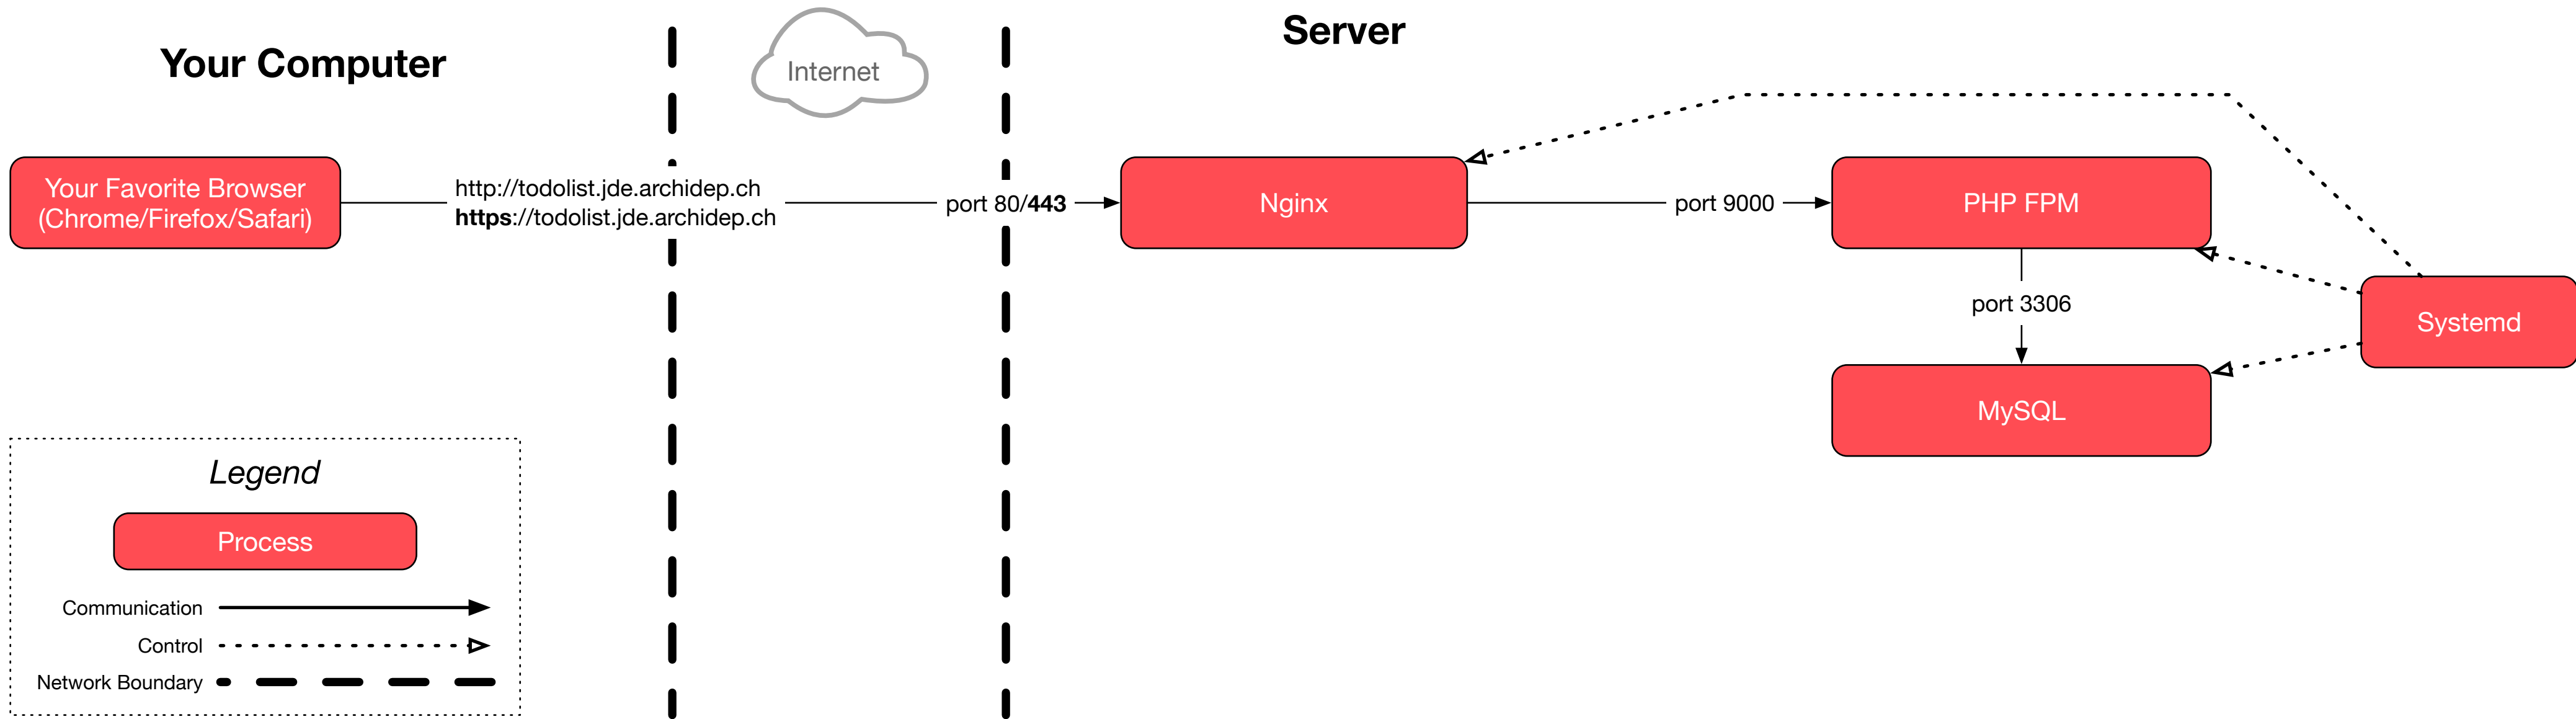 Your Computer
Internet
Server
Your Favorite Browser
(Chrome/Firefox/Safari)
http://todolist.jde.archidep.ch
https://todolist.jde.archidep.ch
port 80/443
Nginx
port 9000
PHP FPM
port 3306
Systemd
MySQL
Legend
Process
Communication
Control
Network Boundary